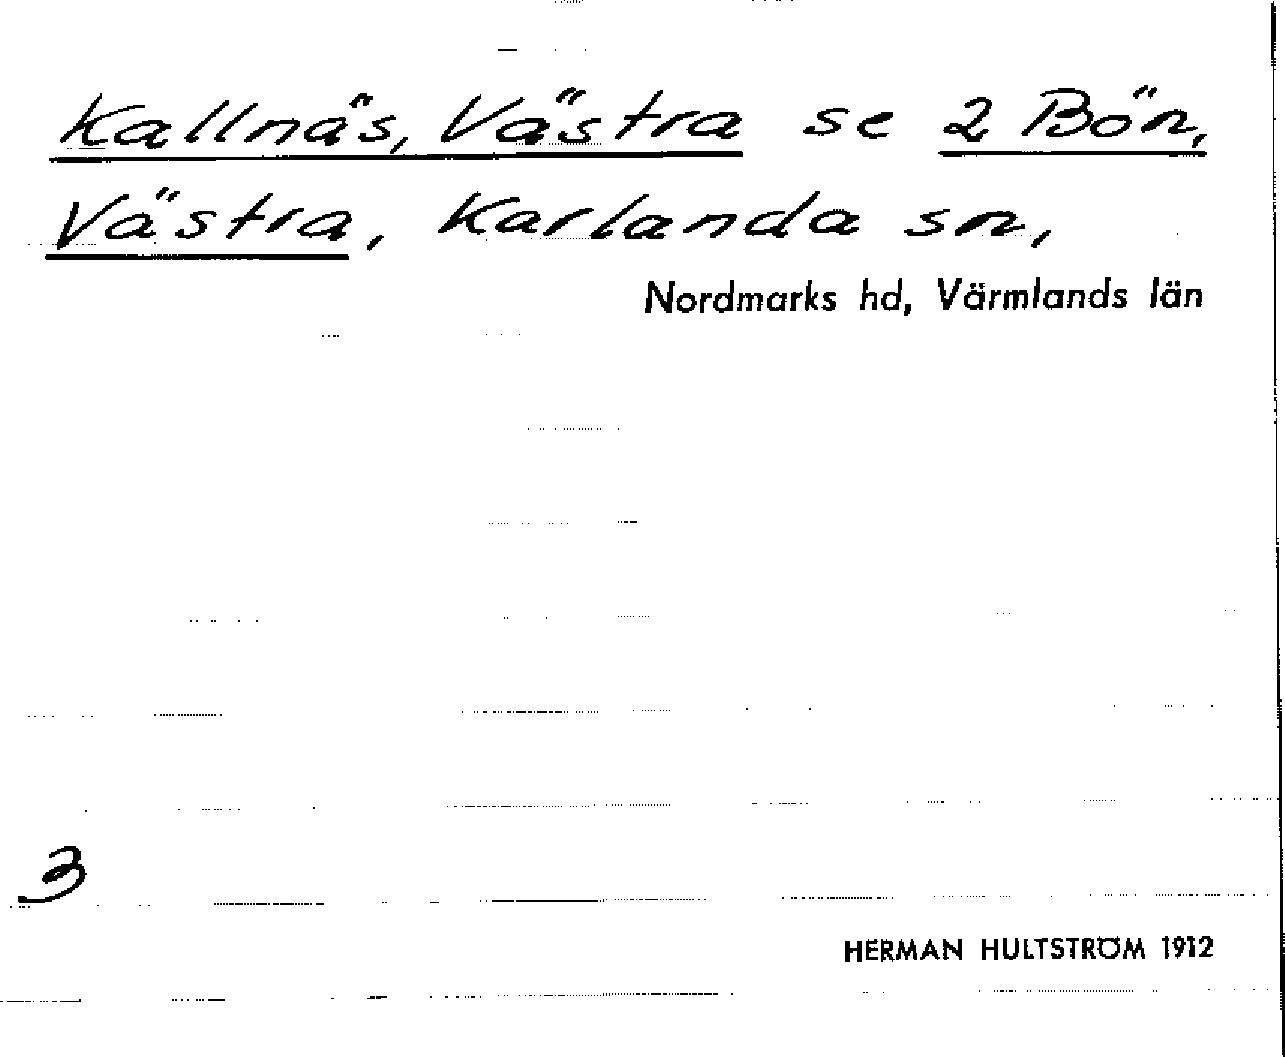 Kallnäs, Västra se 2 Bön,
Västra, Karlanda sn,
Nordmarks hd, Värmlands län
3
HERMAN HULTSTRÖM 1912